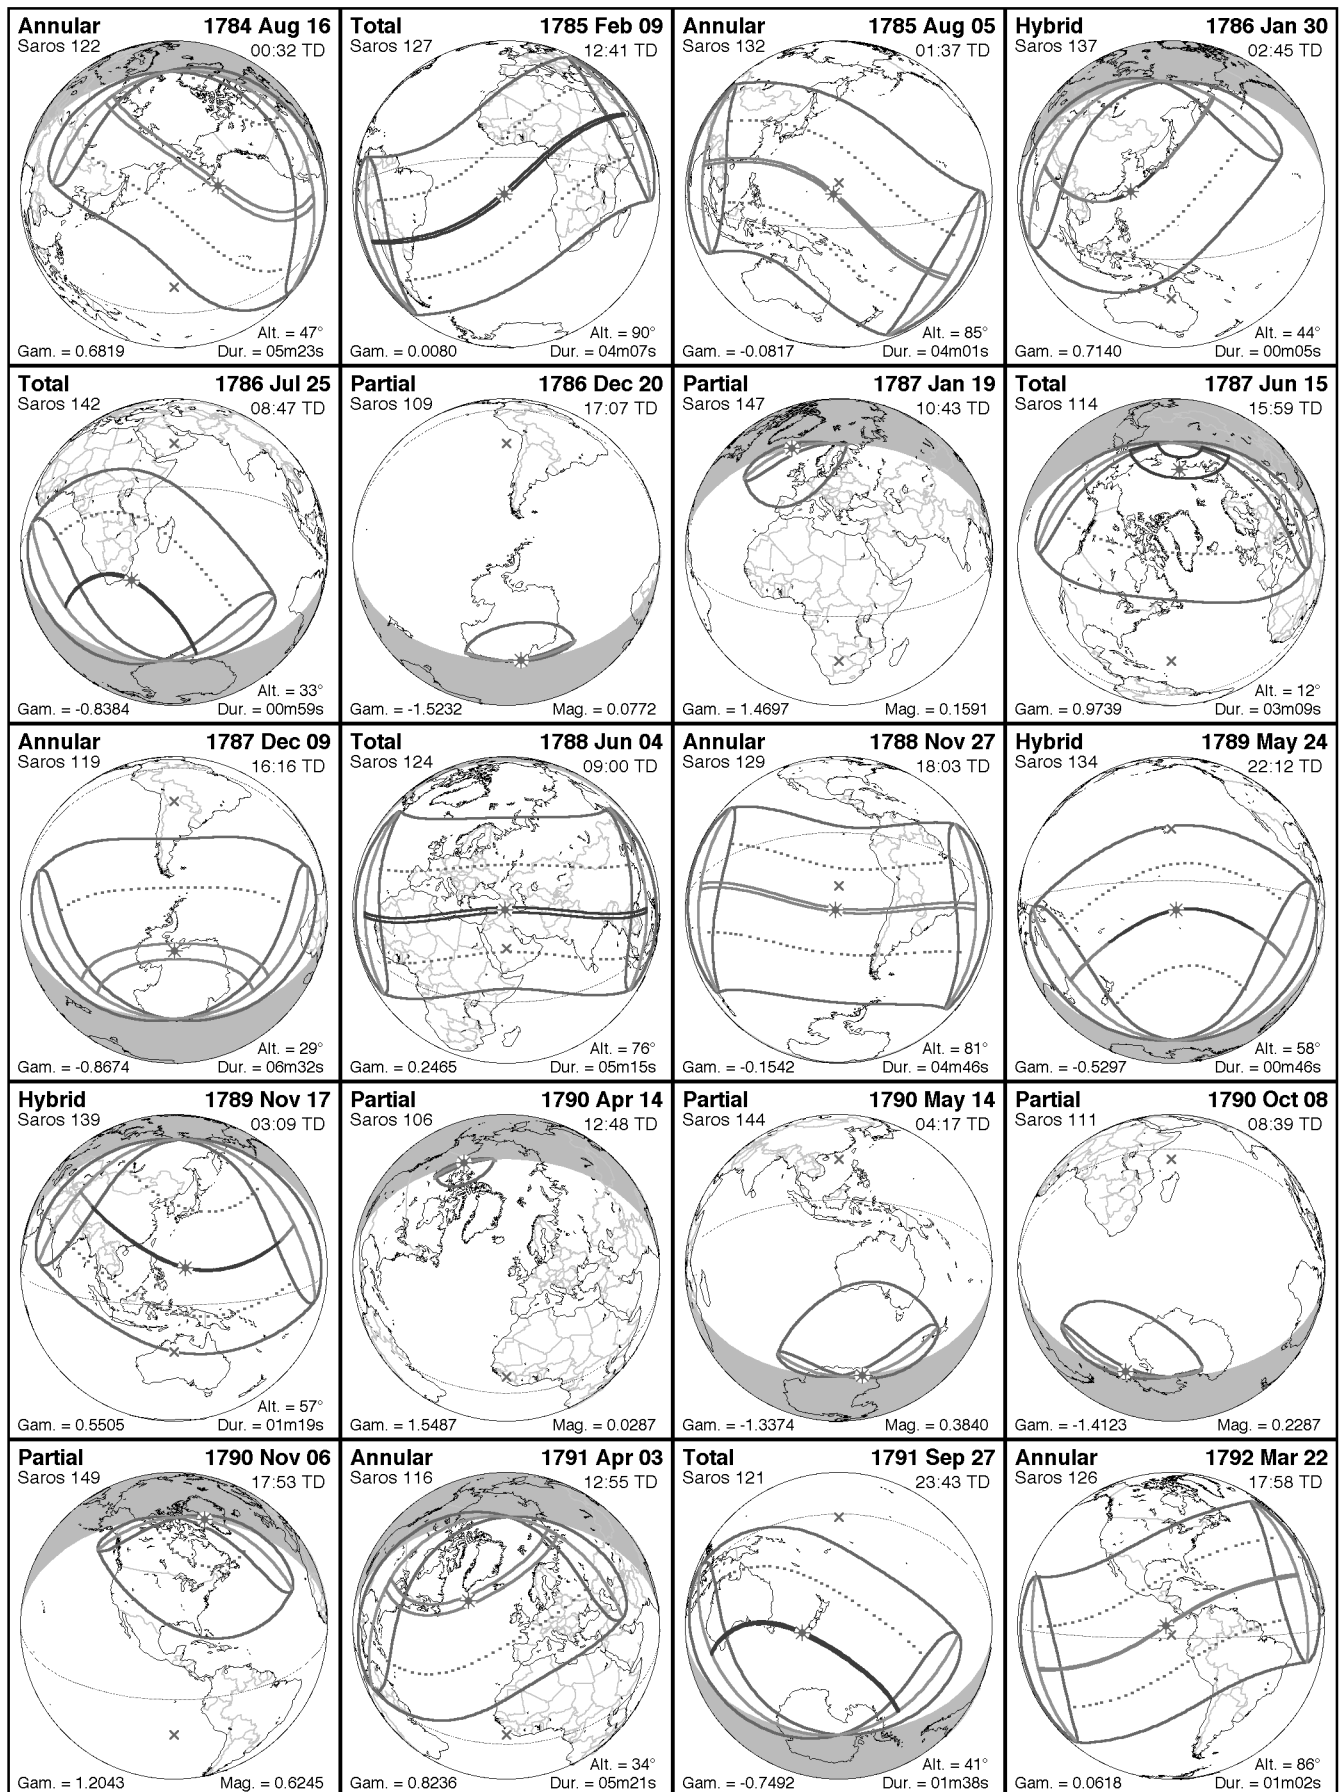 Annular 1784 Aug 16
Saros 122 00:32 TD
Alt. = 47°
Gam. = 0.6819 Dur. = 05m23s
Total 1785 Feb 09
Saros 127 12:41 TD
Alt. = 90°
Gam. = 0.0080 Dur. = 04m07s
Annular 1785 Aug 05
Saros 132 01:37 TD
Alt. = 85°
Gam. = -0.0817 Dur. = 04m01s
Hybrid 1786 Jan 30
Saros 137 02:45 TD
Alt. = 44°
Gam. = 0.7140 Dur. = 00m05s
Total 1786 Jul 25
Saros 142 08:47 TD
Alt. = 33°
Gam. = -0.8384 Dur. = 00m59s
Partial 1786 Dec 20
Saros 109 17:07 TD
Gam. = -1.5232 Mag. = 0.0772
Partial 1787 Jan 19
Saros 147 10:43 TD
Gam. = 1.4697 Mag. = 0.1591
Total 1787 Jun 15
Saros 114 15:59 TD
Alt. = 12°
Gam. = 0.9739 Dur. = 03m09s
Annular 1787 Dec 09
Saros 119 16:16 TD
Alt. = 29°
Gam. = -0.8674 Dur. = 06m32s
Total 1788 Jun 04
Saros 124 09:00 TD
Alt. = 76°
Gam. = 0.2465 Dur. = 05m15s
Annular 1788 Nov 27
Saros 129 18:03 TD
Alt. = 81°
Gam. = -0.1542 Dur. = 04m46s
Hybrid 1789 May 24
Saros 134 22:12 TD
Alt. = 58°
Gam. = -0.5297 Dur. = 00m46s
Hybrid 1789 Nov 17
Saros 139 03:09 TD
Alt. = 57°
Gam. = 0.5505 Dur. = 01m19s
Partial 1790 Apr 14
Saros 106 12:48 TD
Gam. = 1.5487 Mag. = 0.0287
Partial 1790 May 14
Saros 144 04:17 TD
Gam. = -1.3374 Mag. = 0.3840
Partial 1790 Oct 08
Saros 111 08:39 TD
Gam. = -1.4123 Mag. = 0.2287
Partial 1790 Nov 06
Saros 149 17:53 TD
Gam. = 1.2043 Mag. = 0.6245
Annular 1791 Apr 03
Saros 116 12:55 TD
Alt. = 34°
Gam. = 0.8236 Dur. = 05m21s
Total 1791 Sep 27
Saros 121 23:43 TD
Alt. = 41°
Gam. = -0.7492 Dur. = 01m38s
Annular 1792 Mar 22
Saros 126 17:58 TD
Alt. = 86°
Gam. = 0.0618 Dur. = 01m02s